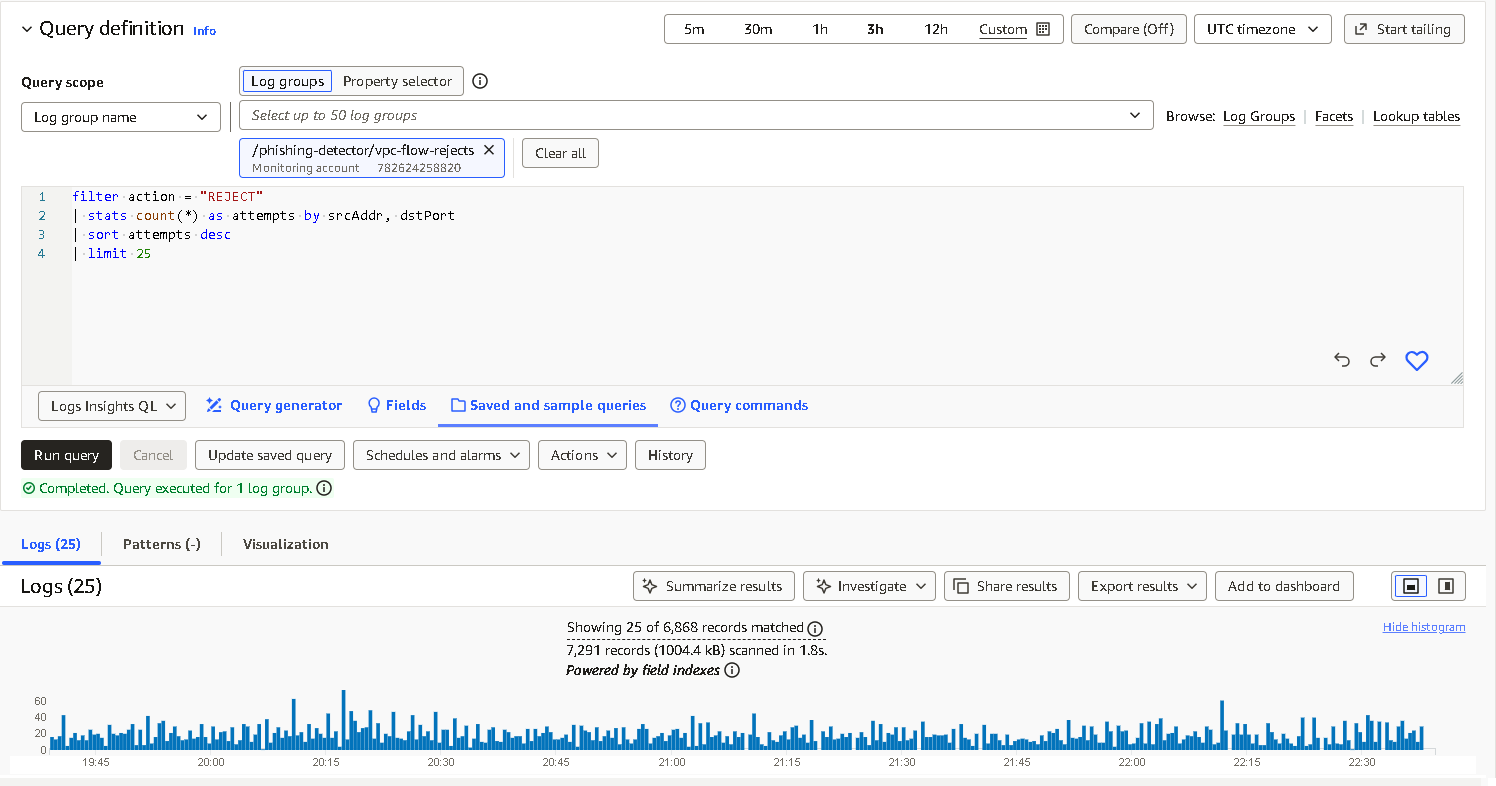 Query definition Info
5m 30m 1h 3h 12h Custom Compare (Off) UTC timezone Start tailing
Query scope
Log groups Property selector
Log group name
Select up to 50 log groups
Browse: Log Groups Facets Lookup tables
/phishing-detector/vpc-flow-rejects
Monitoring account 782624258820
Clear all
1 filter action = "REJECT"
2 | stats count(*) as attempts by srcAddr, dstPort
3 | sort attempts desc
4 | limit 25
Logs Insights QL Query generator Fields Saved and sample queries Query commands
Run query Cancel Update saved query Schedules and alarms Actions History
Completed. Query executed for 1 log group.
Logs (25) Patterns (-) Visualization
Logs (25)
Summarize results Investigate Share results Export results Add to dashboard
Showing 25 of 6,868 records matched
Hide histogram
7,291 records (1004.4 kB) scanned in 1.8s.
Powered by field indexes
60
40
20
0
19:45 20:00 20:15 20:30 20:45 21:00 21:15 21:30 21:45 22:00 22:15 22:30